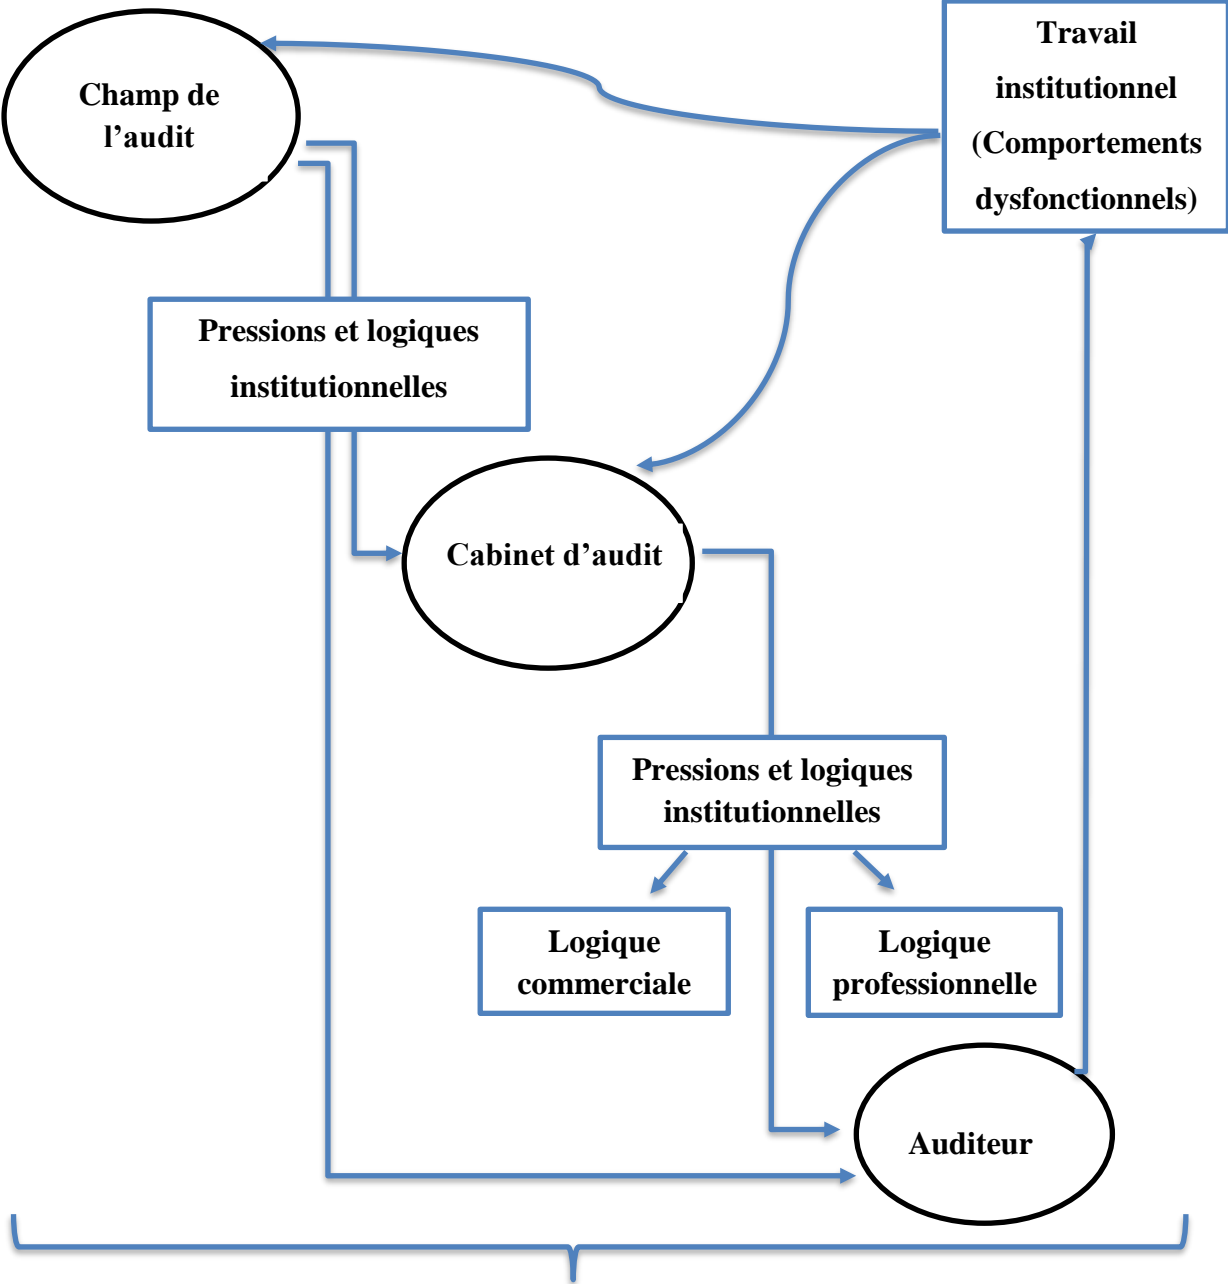 Champ de
l’audit
Travail
institutionnel
(Comportements
dysfonctionnels)
Pressions et logiques
institutionnelles
Cabinet d’audit
Pressions et logiques
institutionnelles
Logique
commerciale
Logique
professionnelle
Auditeur